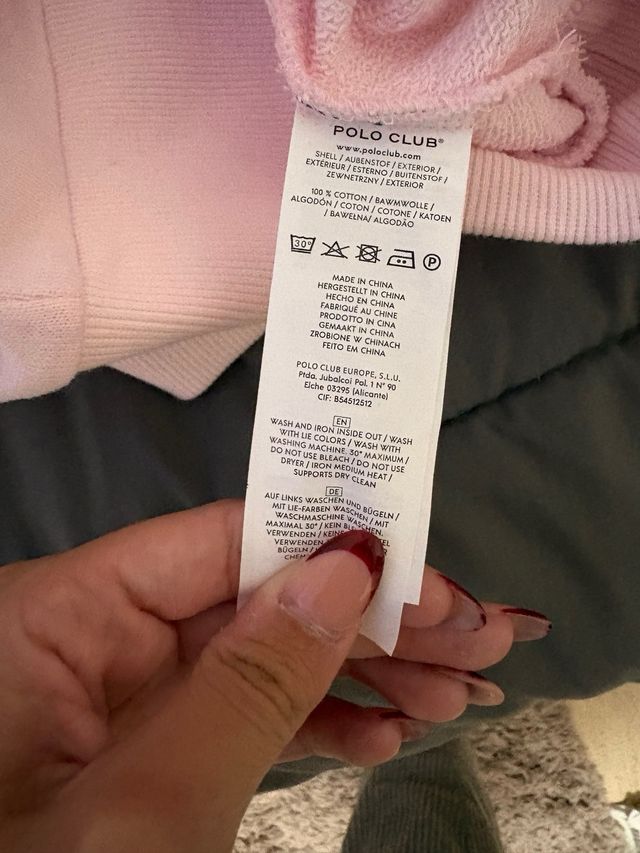 POLO CLUB®
www.poloclub.com
SHELL / AUßENSTOF / EXTERIOR /
EXTÉRIEUR / ESTERNO / BUITENSTOF /
ZEWNETRZNY / EXTERIOR
100 % COTTON / BAWMWOLLE /
ALGODÓN / COTON / COTONE / KATOEN
/ BAWEŁNA/ ALGODÃO
30°
P
MADE IN CHINA
HERGESTELLT IN CHINA
HECHO EN CHINA
FABRIQUÉ AU CHINE
PRODOTTO IN CINA
GEMAAKT IN CHINA
ZROBIONE W CHINACH
FEITO EM CHINA
POLO CLUB EUROPE, S.L.U.
Ptda. Jubalcoi Pol. 1 Nº 90
Elche 03295 (Alicante)
CIF: B54512512
EN
WASH AND IRON INSIDE OUT / WASH
WITH LIE COLORS / WASH WITH
WASHING MACHINE, 30° MAXIMUM /
DO NOT USE BLEACH / DO NOT USE
DRYER / IRON MEDIUM HEAT /
SUPPORTS DRY CLEAN
DE
AUF LINKS WASCHEN UND BÜGELN /
MIT LIE-FARBEN WASCHEN / MIT
WASCHMASCHINE WASCHEN,
MAXIMAL 30° / KEIN
VERWENDEN /
VERWENDEN
BÜGELN /